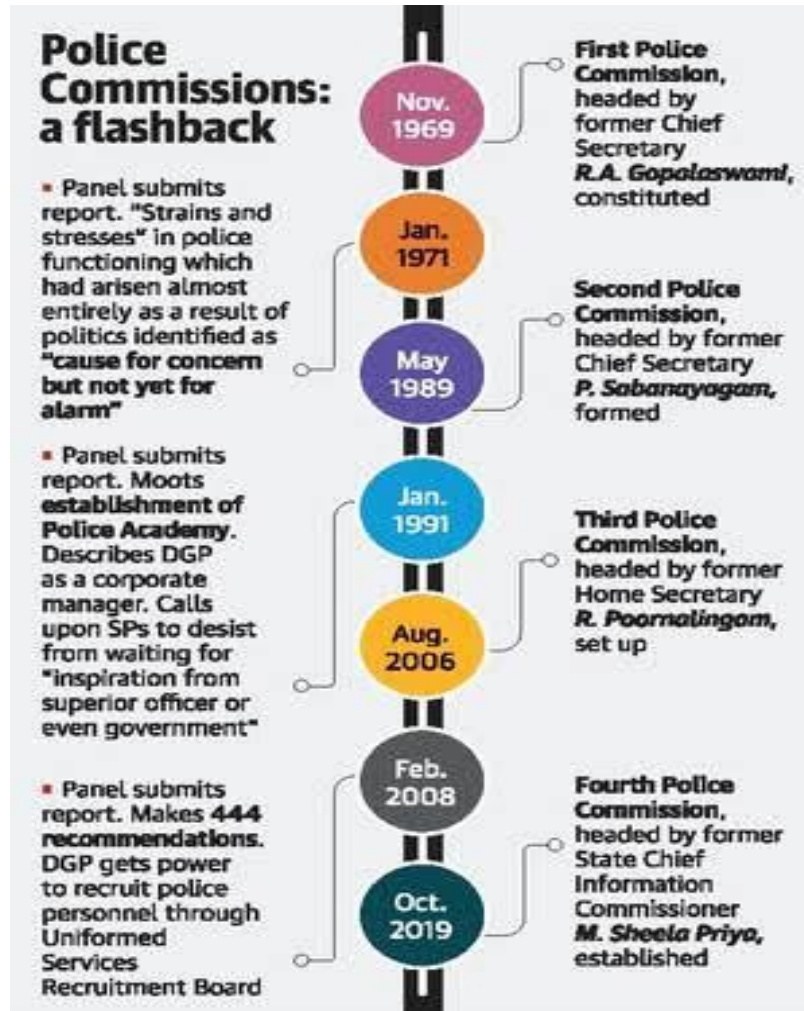 Police
Commissions:
a flashback
Nov.
1969
First Police
Commission,
headed by
former Chief
Secretary
R.A. Gopalaswami,
constituted
▪ Panel submits
report. "Strains and
stresses" in police
functioning which
had arisen almost
entirely as a result of
politics identified as
"cause for concern
but not yet for
alarm"
Jan.
1971
May
1989
Second Police
Commission,
headed by former
Chief Secretary
P. Sabanayagam,
formed
▪ Panel submits
report. Moots
establishment of
Police Academy.
Describes DGP
as a corporate
manager. Calls
upon SPs to desist
from waiting for
"inspiration from
superior officer or
even government"
Jan.
1991
Aug.
2006
Third Police
Commission,
headed by former
Home Secretary
R. Poornalingam,
set up
▪ Panel submits
report. Makes 444
recommendations.
DGP gets power
to recruit police
personnel through
Uniformed
Services
Recruitment Board
Feb.
2008
Oct.
2019
Fourth Police
Commission,
headed by former
State Chief
Information
Commissioner
M. Sheela Priya,
established